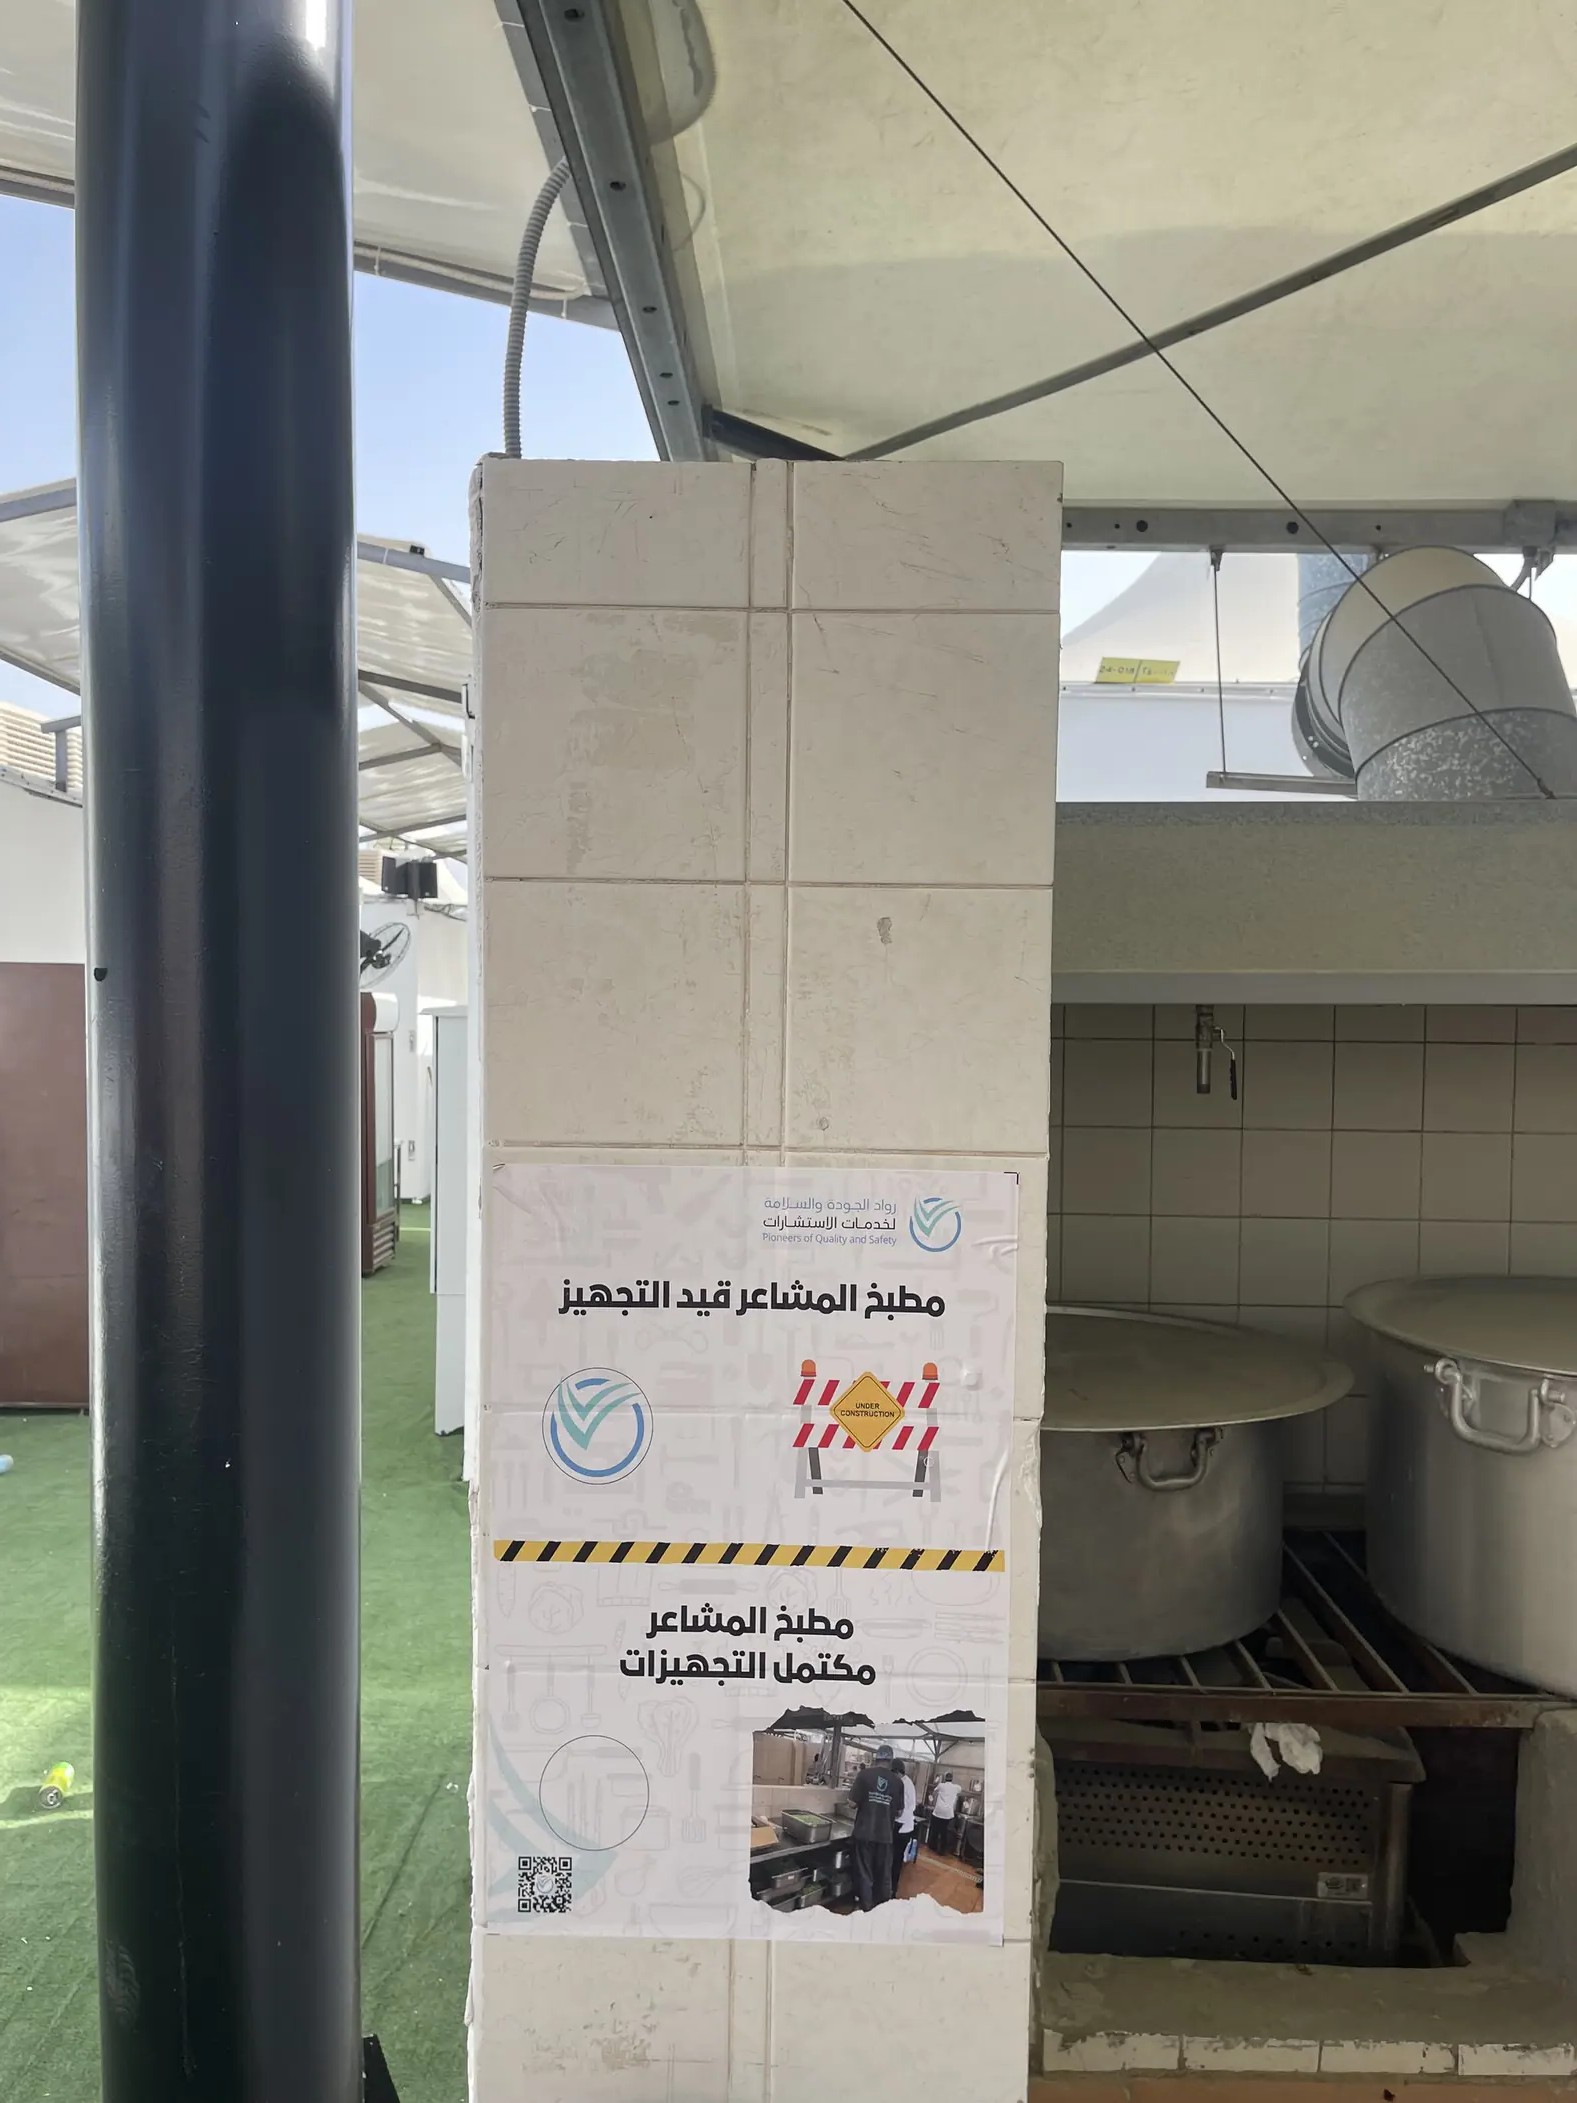 رواد الجودة والسلامة
لخدمات الاستشارات
Pioneers of Quality and Safety
مطبخ المشاعر قيد التجهيز
UNDER
CONSTRUCTION
مطبخ المشاعر
مكتمل التجهيزات